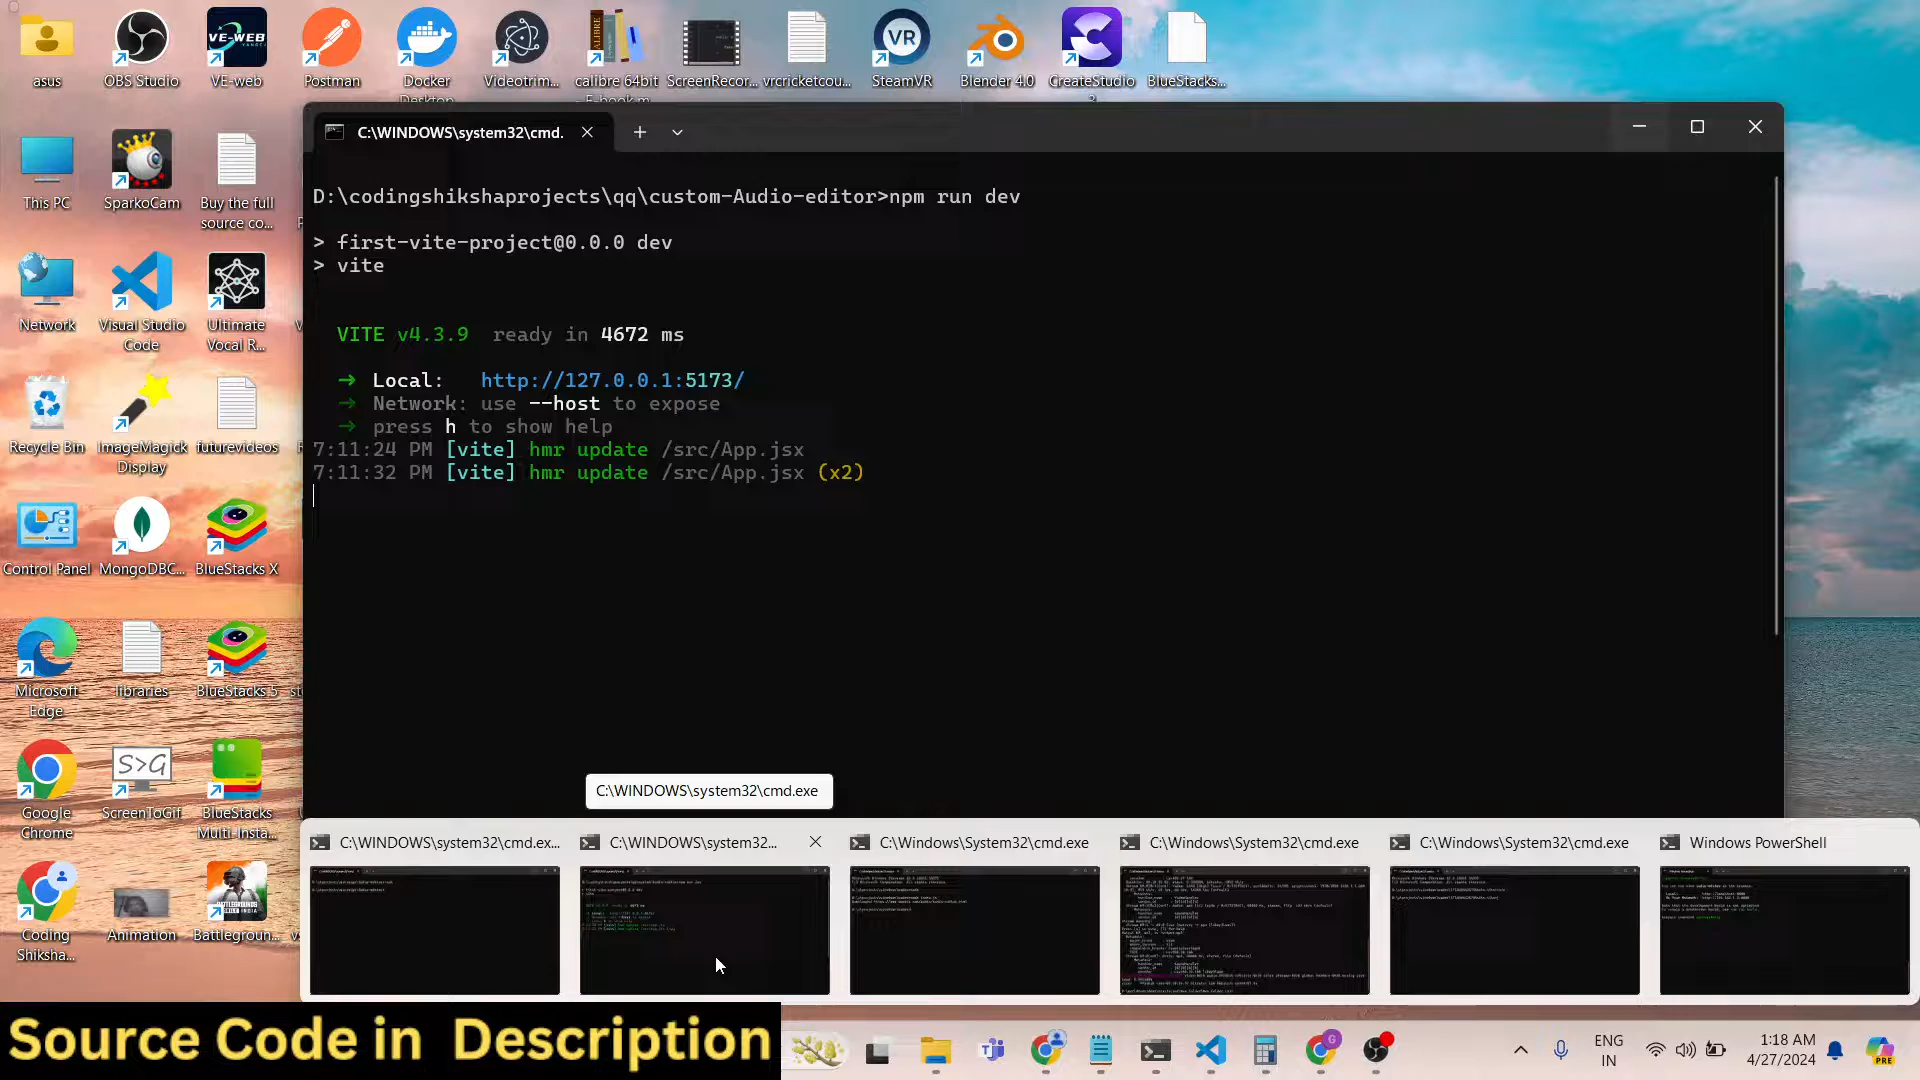 asus
OBS Studio
VE-web
Postman
Docker
Desktop
Videotrim...
calibre 64bit
- E-book m...
ScreenRecor...
vrcricketcou...
SteamVR
Blender 4.0
CreateStudio
BlueStacks...
VE-WEB
VR
This PC
SparkoCam
Buy the full
source co...
Network
Visual Studio
Code
Ultimate
Vocal R...
Recycle Bin
ImageMagick
Display
futurevideos
Control Panel
MongoDBC...
BlueStacks X
Microsoft
Edge
libraries
BlueStacks 5
Google
Chrome
S>G
ScreenToGif
BlueStacks
Multi-Insta...
Coding
Shiksha...
Animation
Battlegroun...
C:\WINDOWS\system32\cmd.
D:\codingshikshaprojects\qq\custom-Audio-editor>npm run dev
> first-vite-project@0.0.0 dev
> vite
VITE v4.3.9 ready in 4672 ms
➜ Local: http://127.0.0.1:5173/
➜ Network: use --host to expose
➜ press h to show help
7:11:24 PM [vite] hmr update /src/App.jsx
7:11:32 PM [vite] hmr update /src/App.jsx (x2)
C:\WINDOWS\system32\cmd.exe
C:\WINDOWS\system32\cmd.ex...
C:\WINDOWS\system32...
C:\Windows\System32\cmd.exe
C:\Windows\System32\cmd.exe
C:\Windows\System32\cmd.exe
Windows PowerShell
Source Code in Description
ENG
IN
1:18 AM
4/27/2024
PRE